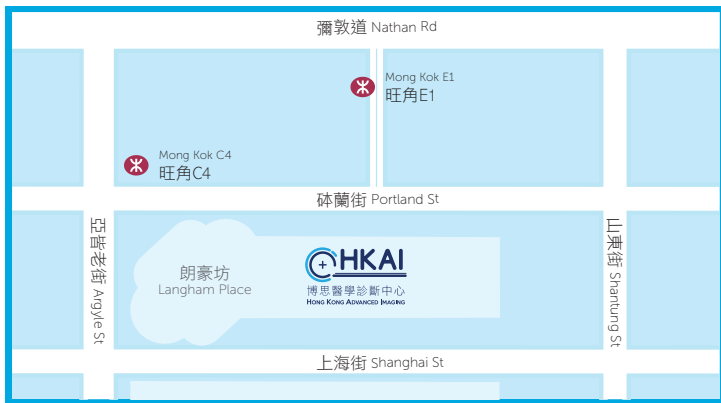 彌敦道 Nathan Rd
Mong Kok E1
旺角E1
Mong Kok C4
旺角C4
砵蘭街 Portland St
亞皆老街 Argyle St
朗豪坊
Langham Place
HKAI
博思醫學診斷中心
Hong Kong Advanced Imaging
山東街 Shantung St
上海街 Shanghai St